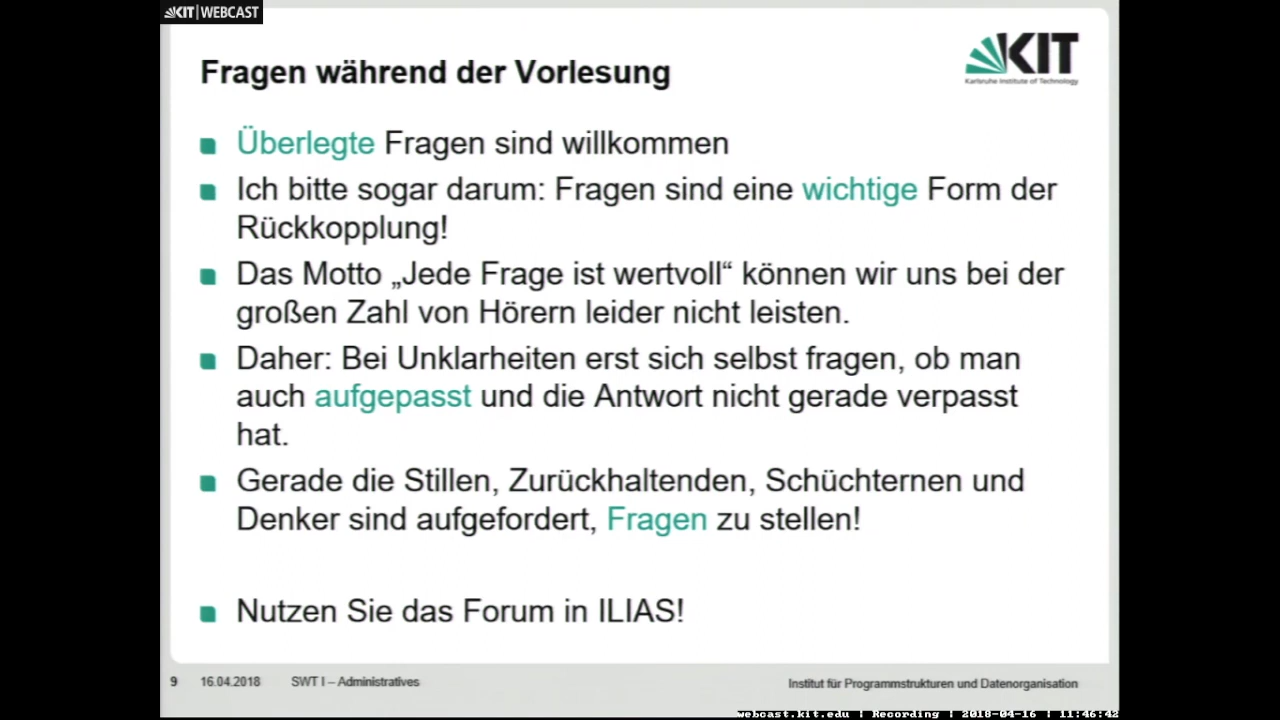 KIT WEBCAST
KIT
Karlsruhe Institute of Technology
Fragen während der Vorlesung
Überlegte Fragen sind willkommen
Ich bitte sogar darum: Fragen sind eine wichtige Form der
Rückkopplung!
Das Motto „Jede Frage ist wertvoll“ können wir uns bei der
großen Zahl von Hörern leider nicht leisten.
Daher: Bei Unklarheiten erst sich selbst fragen, ob man
auch aufgepasst und die Antwort nicht gerade verpasst
hat.
Gerade die Stillen, Zurückhaltenden, Schüchternen und
Denker sind aufgefordert, Fragen zu stellen!
Nutzen Sie das Forum in ILIAS!
9 16.04.2018 SWT I – Administratives Institut für Programmstrukturen und Datenorganisation
webcast.kit.edu | Recording | 2018-04-16 | 11:46:42